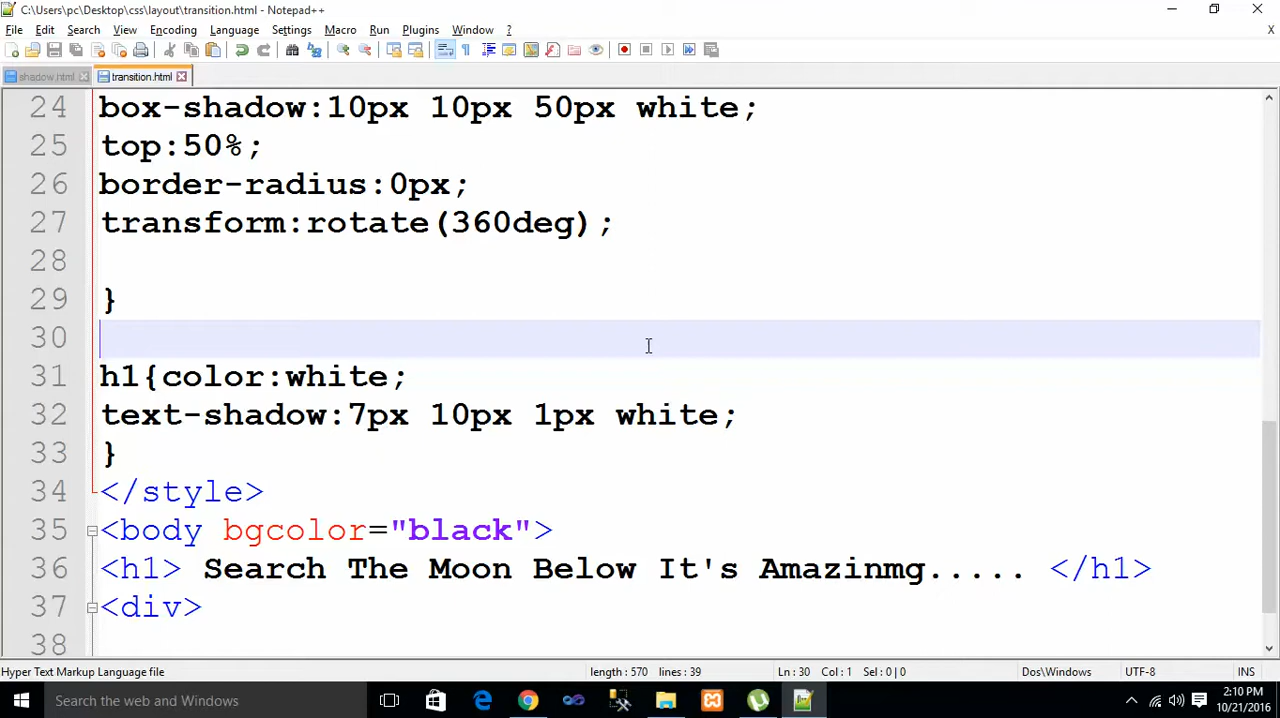 C:\Users\pc\Desktop\css\layout\transition.html - Notepad++
File Edit Search View Encoding Language Settings Macro Run Plugins Window ? X
shadow.html transition.html
24 box-shadow:10px 10px 50px white;
25 top:50%;
26 border-radius:0px;
27 transform:rotate(360deg);
28
29 }
30
31 h1{color:white;
32 text-shadow:7px 10px 1px white;
33 }
34 </style>
35 <body bgcolor="black">
36 <h1> Search The Moon Below It's Amazinmg..... </h1>
37 <div>
38
Hyper Text Markup Language file length : 570 lines : 39 Ln : 30 Col : 1 Sel : 0 | 0 Dos\Windows UTF-8 INS
Search the web and Windows
2:10 PM
10/21/2016